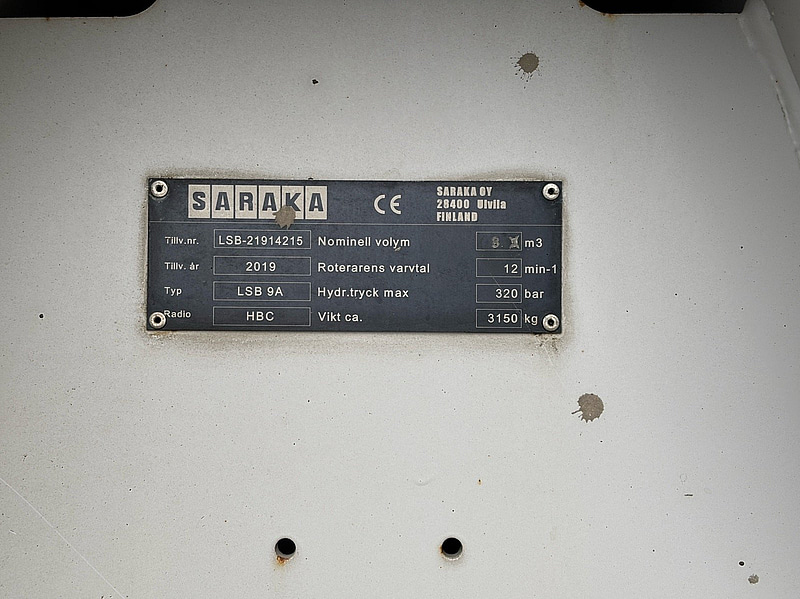 SARAKA CE SARAKA OY
28400 Ulvila
FINLAND
Tillv.nr. LSB-21914215 Nominell volym m3
Tillv. år 2019 Roterarens varvtal 12 min-1
Typ LSB 9A Hydr.tryck max 320 bar
Radio HBC Vikt ca. 3150 kg